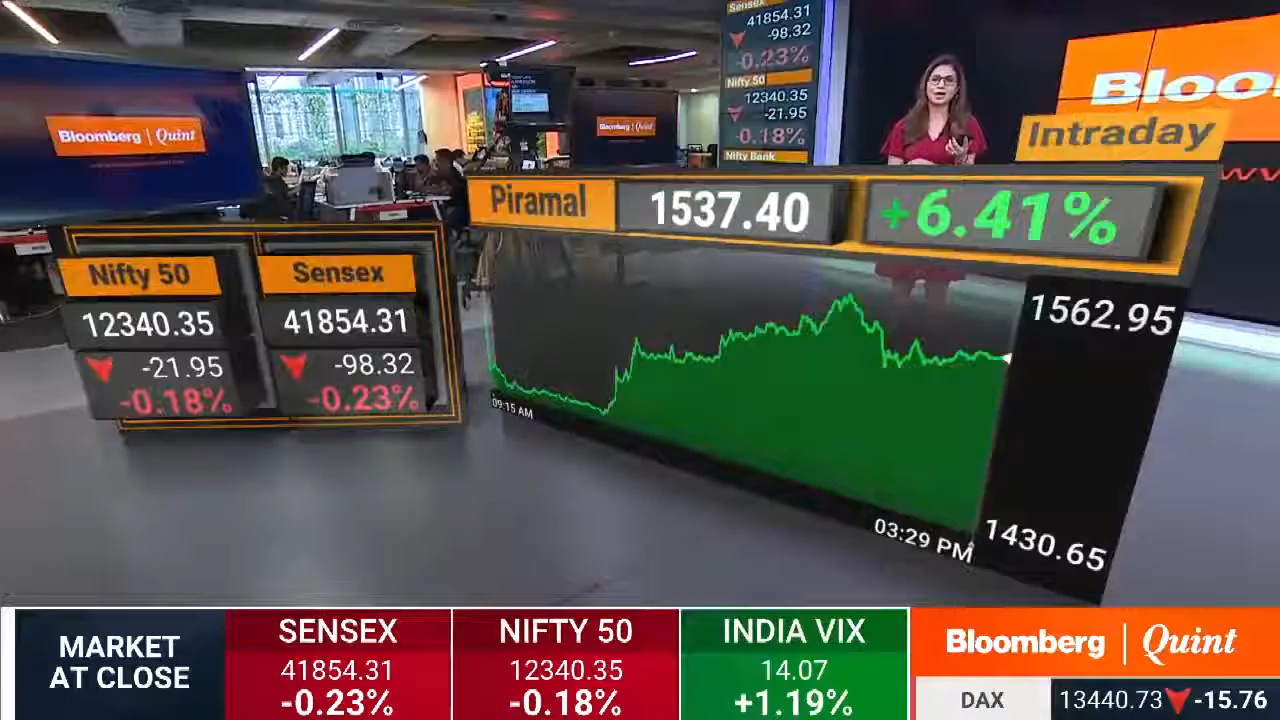 Sensex
41854.31
-98.32
-0.23%
Nifty 50
12340.35
-21.95
-0.18%
Nifty Bank
Bloomberg | Quint
Bloomberg | Quint
Bloo
Intraday
Piramal
1537.40
+6.41%
Nifty 50
12340.35
-21.95
-0.18%
Sensex
41854.31
-98.32
-0.23%
1562.95
09:15 AM
03:29 PM
1430.65
MARKET
AT CLOSE
SENSEX
41854.31
-0.23%
NIFTY 50
12340.35
-0.18%
INDIA VIX
14.07
+1.19%
Bloomberg | Quint
DAX
13440.73
-15.76